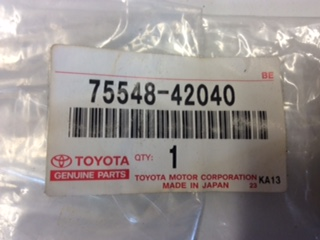 BE
75548-42040
TOYOTA QTY: 1
GENUINE PARTS
TOYOTA MOTOR CORPORATION
MADE IN JAPAN 23 KA13